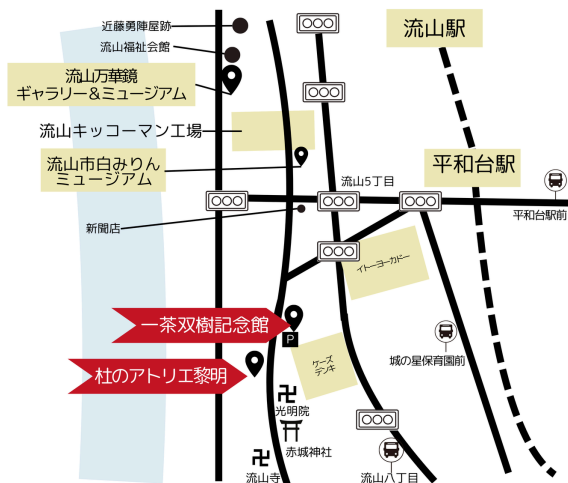 近藤勇陣屋跡
流山駅
流山福祉会館
流山万華鏡
ギャラリー＆ミュージアム
流山キッコーマン工場
流山市白みりん
ミュージアム
平和台駅
流山5丁目
平和台駅前
新聞店
イトーヨーカドー
一茶双樹記念館
P
ケーズ
デンキ
城の星保育園前
杜のアトリエ黎明
光明院
赤城神社
流山寺
流山八丁目